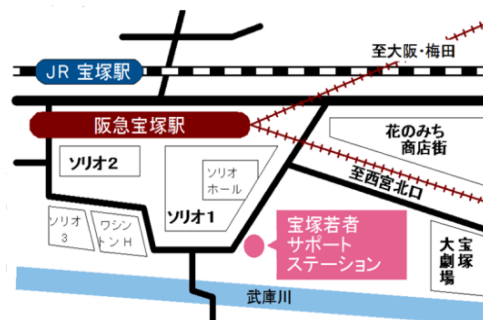 至大阪・梅田
JR 宝塚駅
阪急宝塚駅
花のみち
商店街
ソリオ2
ソリオ
ホール
至西宮北口
ソリオ1
ソリオ
3
ワシン
トンH
宝塚若者
サポート
ステーション
宝塚
大劇場
武庫川